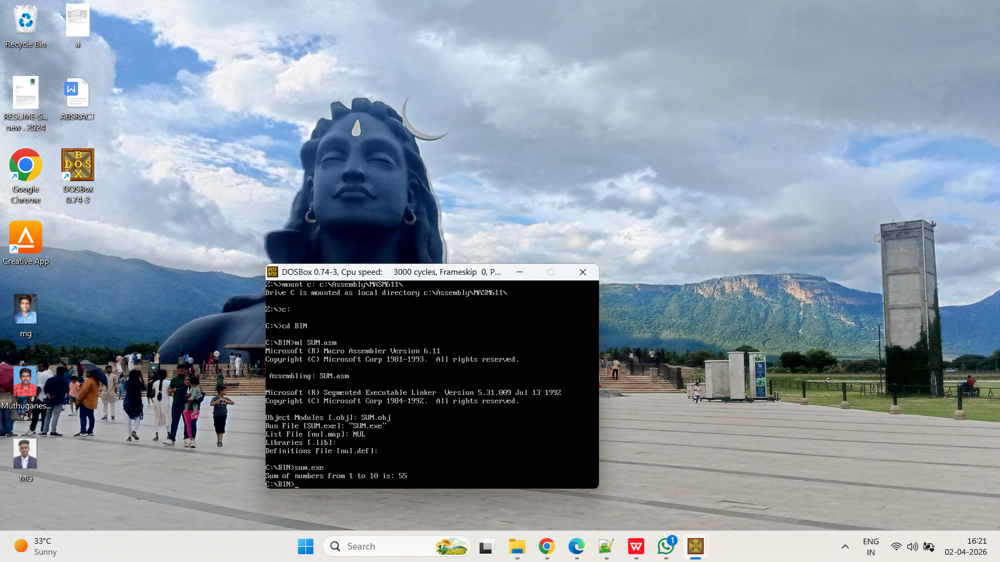 Recycle Bin
a
RESUME-S...
new . 2024
ABSRACT
Google
Chrome
DOSBox
0.74-3
Creative App
mg
Muthuganes...
MG
DOSBox 0.74-3, Cpu speed: 3000 cycles, Frameskip 0, P...
Z:\>mount c: c:\Assembly\MASM611\
Drive C is mounted as local directory c:\Assembly\MASM611\
Z:\>c:
C:\>cd BIN
C:\BIN>ml SUM.asm
Microsoft (R) Macro Assembler Version 6.11
Copyright (C) Microsoft Corp 1981-1993. All rights reserved.
Assembling: SUM.asm
Microsoft (R) Segmented Executable Linker Version 5.31.009 Jul 13 1992
Copyright (C) Microsoft Corp 1984-1992. All rights reserved.
Object Modules [.obj]: SUM.obj
Run File [SUM.exe]: "SUM.exe"
List File [nul.map]: NUL
Libraries [.lib]:
Definitions File [nul.def]:
C:\BIN>sum.exe
Sum of numbers from 1 to 10 is: 55
C:\BIN>_
33°C
Sunny
Search
1
ENG
IN
16:21
02-04-2026